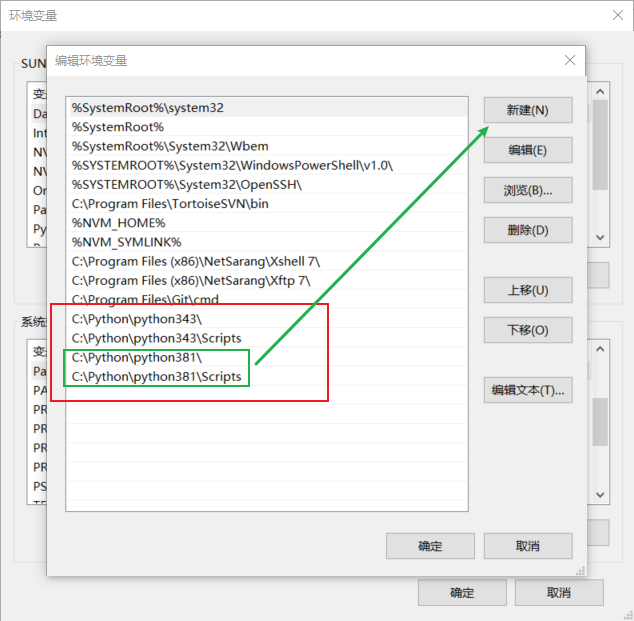 环境变量
SUN
编辑环境变量
变
Da
Int
NV
NV
Or
Pa
Py
%SystemRoot%\system32
%SystemRoot%
%SystemRoot%\System32\Wbem
%SYSTEMROOT%\System32\WindowsPowerShell\v1.0\
%SYSTEMROOT%\System32\OpenSSH\
C:\Program Files\TortoiseSVN\bin
%NVM_HOME%
%NVM_SYMLINK%
C:\Program Files (x86)\NetSarang\Xshell 7\
C:\Program Files (x86)\NetSarang\Xftp 7\
C:\Program Files\Git\cmd
C:\Python\python343\
C:\Python\python343\Scripts
C:\Python\python381\
C:\Python\python381\Scripts
新建(N)
编辑(E)
浏览(B)...
删除(D)
上移(U)
下移(O)
编辑文本(T)...
系统
变
Pa
PA
PR
PR
PR
PR
PS
确定
取消
确定
取消